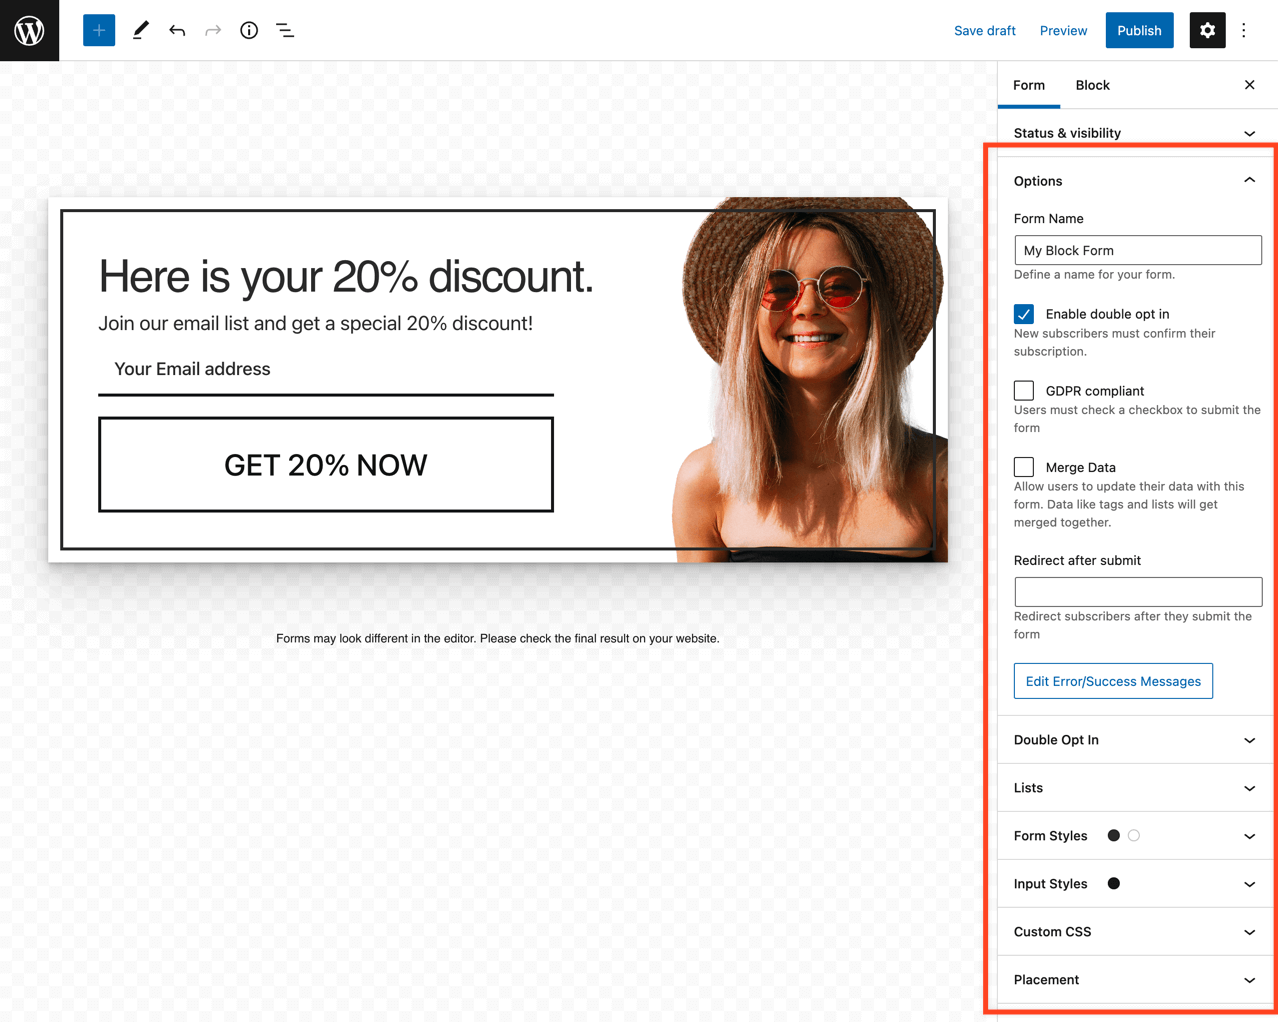 Save draft
Preview
Publish
Form
Block
Status & visibility
Options
Form Name
My Block Form
Define a name for your form.
Enable double opt in
New subscribers must confirm their
subscription.
GDPR compliant
Users must check a checkbox to submit the
form
Merge Data
Allow users to update their data with this
form. Data like tags and lists will get
merged together.
Redirect after submit
Redirect subscribers after they submit the
form
Edit Error/Success Messages
Double Opt In
Lists
Form Styles
Input Styles
Custom CSS
Placement
Here is your 20% discount.
Join our email list and get a special 20% discount!
Your Email address
GET 20% NOW
Forms may look different in the editor. Please check the final result on your website.